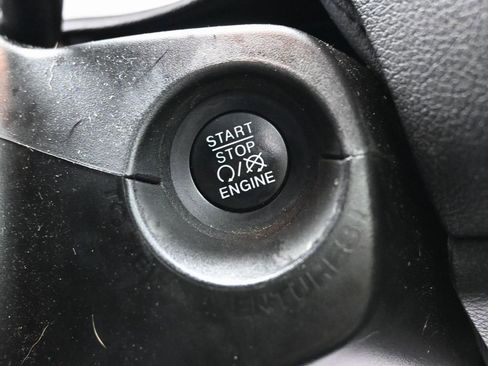 START
STOP
/
ENGINE